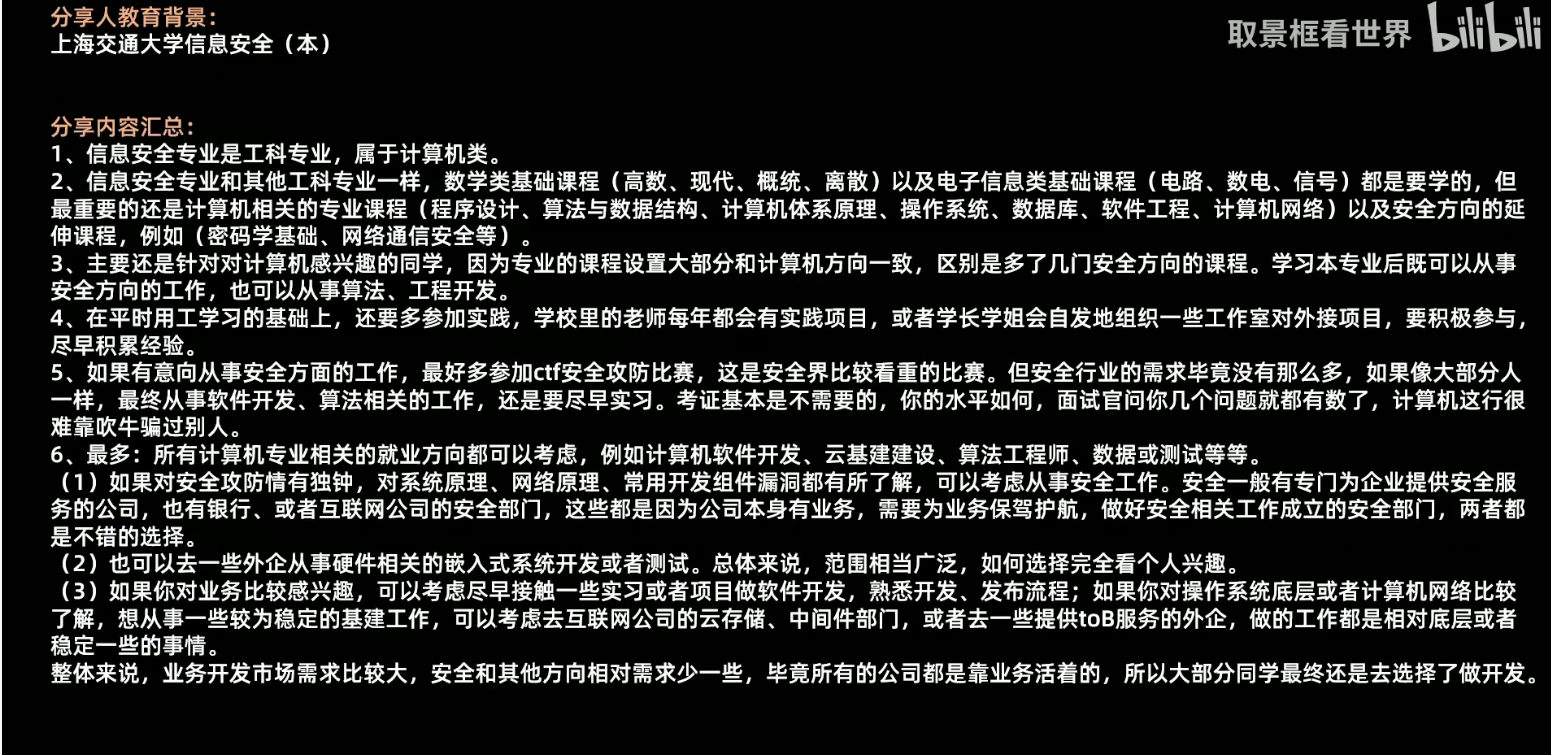 分享人教育背景：
取景框看世界 bilibili
上海交通大学信息安全（本）
分享内容汇总：
1、信息安全专业是工科专业，属于计算机类。
2、信息安全专业和其他工科专业一样，数学类基础课程（高数、现代、概统、离散）以及电子信息类基础课程（电路、数电、信号）都是要学的，但
最重要的还是计算机相关的专业课程（程序设计、算法与数据结构、计算机体系原理、操作系统、数据库、软件工程、计算机网络）以及安全方向的延
伸课程，例如（密码学基础、网络通信安全等）。
3、主要还是针对对计算机感兴趣的同学，因为专业的课程设置大部分和计算机方向一致，区别是多了几门安全方向的课程。学习本专业后既可以从事
安全方向的工作，也可以从事算法、工程开发。
4、在平时用工学习的基础上，还要多参加实践，学校里的老师每年都会有实践项目，或者学长学姐会自发地组织一些工作室对外接项目，要积极参与，
尽早积累经验。
5、如果有意向从事安全方面的工作，最好多参加ctf安全攻防比赛，这是安全界比较看重的比赛。但安全行业的需求毕竟没有那么多，如果像大部分人
一样，最终从事软件开发、算法相关的工作，还是要尽早实习。考证基本是不需要的，你的水平如何，面试官问你几个问题就都有数了，计算机这行很
难靠吹牛骗过别人。
6、最多：所有计算机专业相关的就业方向都可以考虑，例如计算机软件开发、云基建建设、算法工程师、数据或测试等等。
（1）如果对安全攻防情有独钟，对系统原理、网络原理、常用开发组件漏洞都有所了解，可以考虑从事安全工作。安全一般有专门为企业提供安全服
务的公司，也有银行、或者互联网公司的安全部门，这些都是因为公司本身有业务，需要为业务保驾护航，做好安全相关工作成立的安全部门，两者都
是不错的选择。
（2）也可以去一些外企从事硬件相关的嵌入式系统开发或者测试。总体来说，范围相当广泛，如何选择完全看个人兴趣。
（3）如果你对业务比较感兴趣，可以考虑尽早接触一些实习或者项目做软件开发，熟悉开发、发布流程；如果你对操作系统底层或者计算机网络比较
了解，想从事一些较为稳定的基建工作，可以考虑去互联网公司的云存储、中间件部门，或者去一些提供toB服务的外企，做的工作都是相对底层或者
稳定一些的事情。
整体来说，业务开发市场需求比较大，安全和其他方向相对需求少一些，毕竟所有的公司都是靠业务活着的，所以大部分同学最终还是去选择了做开发。